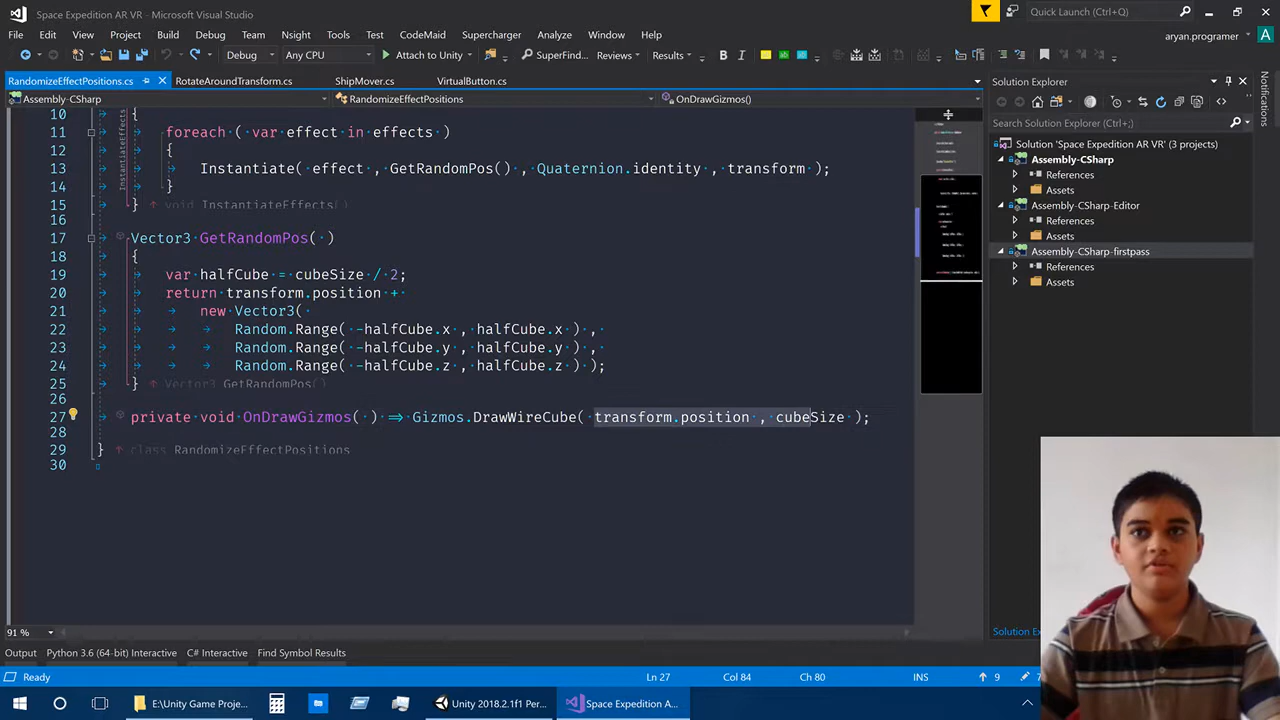 Space Expedition AR VR - Microsoft Visual Studio
Quick Launch (Ctrl+Q)
File Edit View Project Build Debug Team Nsight Tools Test CodeMaid Supercharger Analyze Window Help
aryan.programer A
Debug Any CPU Attach to Unity SuperFind... Reviews Results B I
RandomizeEffectPositions.cs RotateAroundTransform.cs ShipMover.cs VirtualButton.cs
Assembly-CSharp RandomizeEffectPositions OnDrawGizmos()
10 {
11 foreach ( var effect in effects )
12 {
13 Instantiate( effect , GetRandomPos() , Quaternion.identity , transform );
14 }
15 } ↑ void InstantiateEffects()
16
17 Vector3 GetRandomPos( )
18 {
19 var halfCube = cubeSize / 2;
20 return transform.position +
21 new Vector3(
22 Random.Range( -halfCube.x , halfCube.x ) ,
23 Random.Range( -halfCube.y , halfCube.y ) ,
24 Random.Range( -halfCube.z , halfCube.z ) );
25 } ↑ Vector3 GetRandomPos()
26
27 private void OnDrawGizmos( ) => Gizmos.DrawWireCube( transform.position , cubeSize );
28
29 } ↑ class RandomizeEffectPositions
30
InstantiateEffects
91 %
Solution Explorer
Search Solution Explorer (Ctrl+;)
Solution 'Space Expedition AR VR' (3 projects)
Assembly-CSharp
References
Assets
Assembly-CSharp-Editor
References
Assets
Assembly-CSharp-firstpass
References
Assets
Solution Ex
Notifications
Output Python 3.6 (64-bit) Interactive C# Interactive Find Symbol Results
Ready Ln 27 Col 84 Ch 80 INS 9
E:\Unity Game Proje... Unity 2018.2.1f1 Per... Space Expedition A...